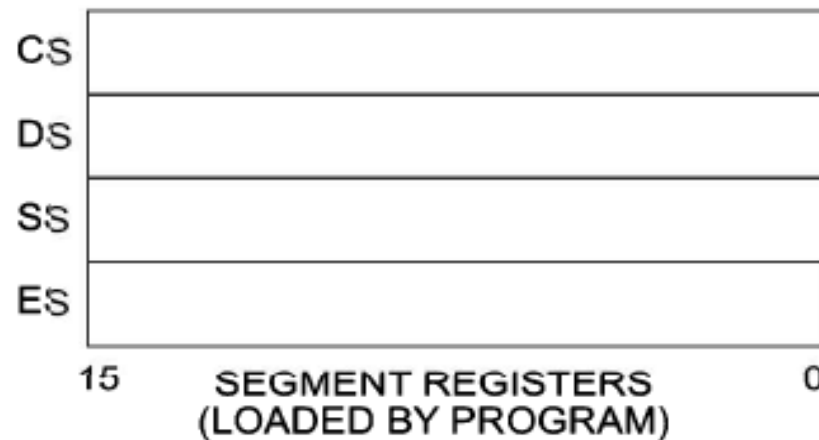 CS
DS
SS
ES
15 SEGMENT REGISTERS 0
(LOADED BY PROGRAM)